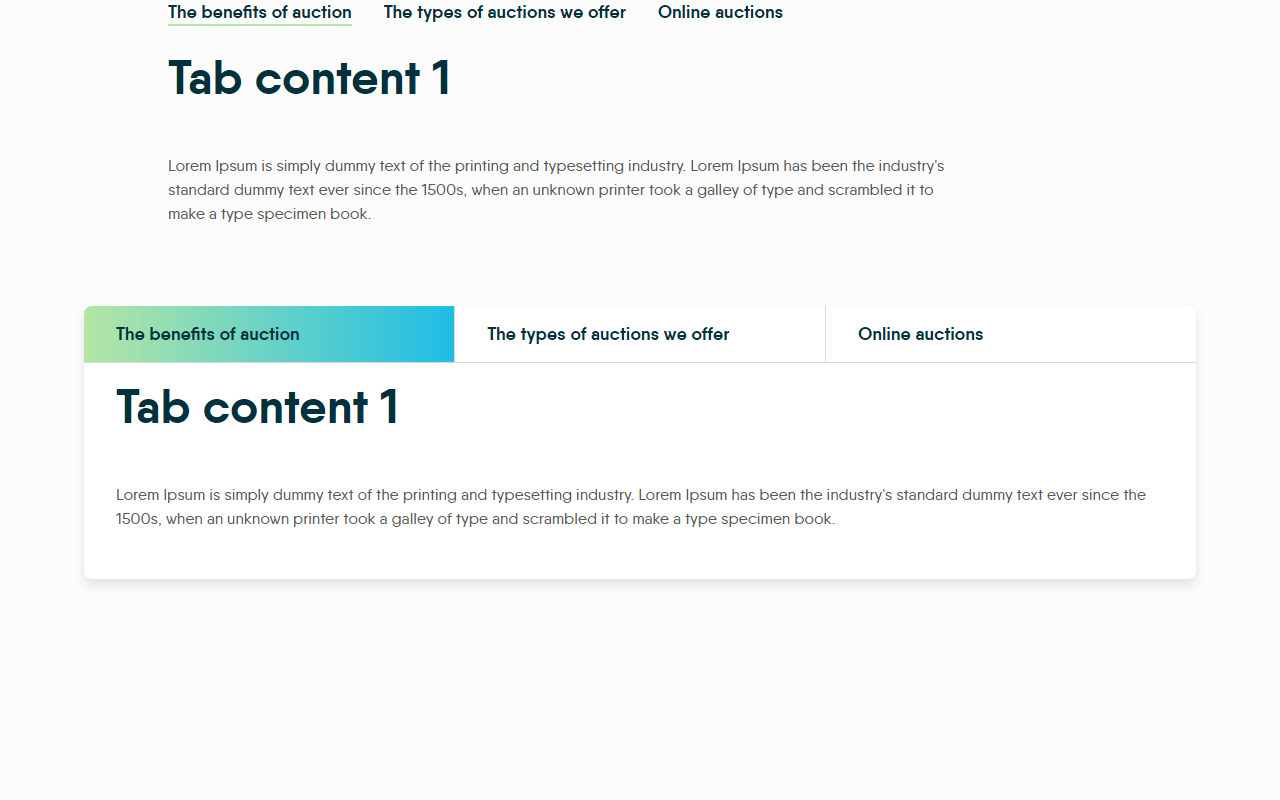 The benefits of auction The types of auctions we offer Online auctions
Tab content 1
Lorem Ipsum is simply dummy text of the printing and typesetting industry. Lorem Ipsum has been the industry's
standard dummy text ever since the 1500s, when an unknown printer took a galley of type and scrambled it to
make a type specimen book.
The benefits of auction The types of auctions we offer Online auctions
Tab content 1
Lorem Ipsum is simply dummy text of the printing and typesetting industry. Lorem Ipsum has been the industry's standard dummy text ever since the
1500s, when an unknown printer took a galley of type and scrambled it to make a type specimen book.